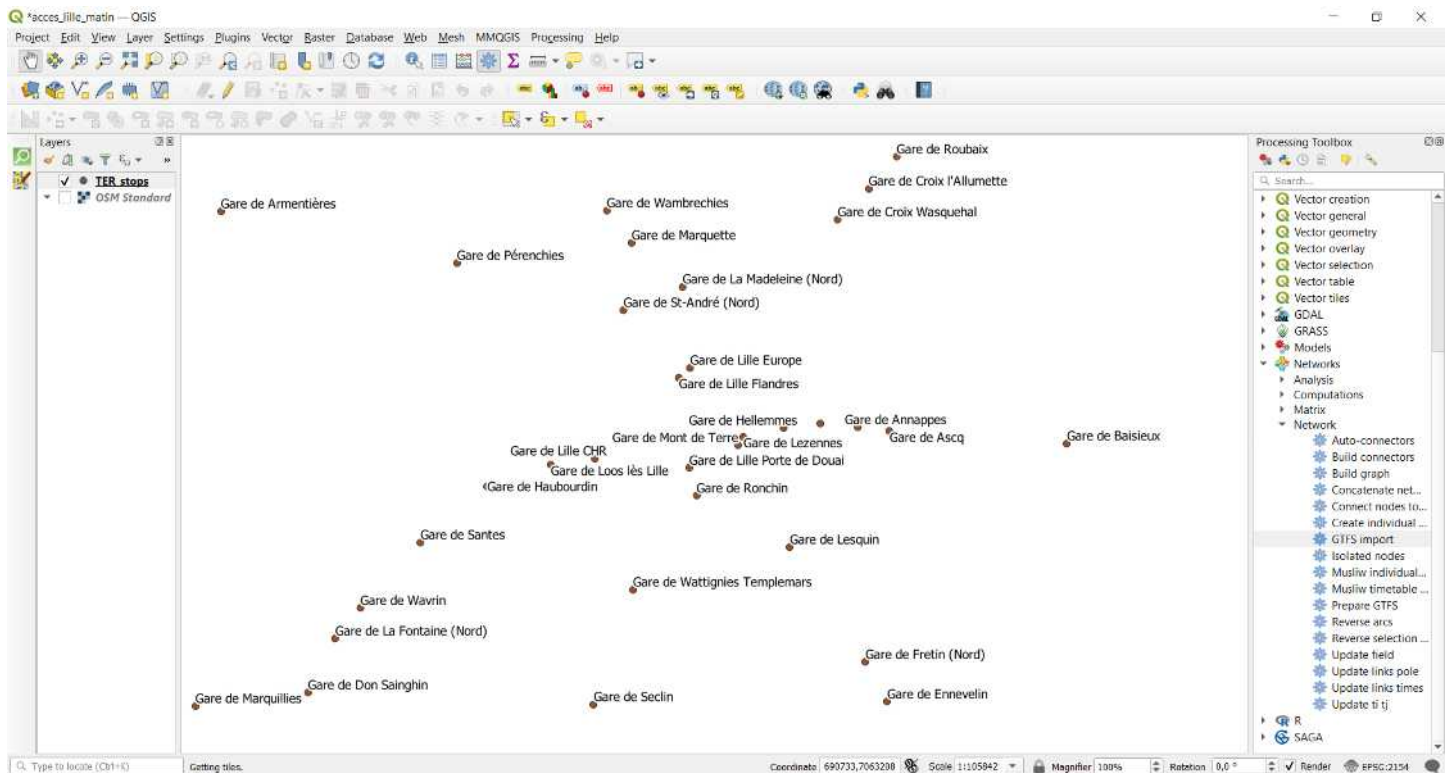 *acces_lille_matin — QGIS
Project Edit View Layer Settings Plugins Vector Raster Database Web Mesh MMQGIS Processing Help
Layers
TER stops
OSM Standard
Gare de Roubaix
Gare de Croix l'Allumette
Gare de Armentières
Gare de Wambrechies
Gare de Croix Wasquehal
Gare de Marquette
Gare de Pérenchies
Gare de La Madeleine (Nord)
Gare de St-André (Nord)
Gare de Lille Europe
Gare de Lille Flandres
Gare de Hellemmes
Gare de Annappes
Gare de Mont de Terre
Gare de Lezennes
Gare de Ascq
Gare de Baisieux
Gare de Lille CHR
Gare de Loos lès Lille
Gare de Lille Porte de Douai
Gare de Haubourdin
Gare de Ronchin
Gare de Santes
Gare de Lesquin
Gare de Wattignies Templemars
Gare de Wavrin
Gare de La Fontaine (Nord)
Gare de Fretin (Nord)
Gare de Don Sainghin
Gare de Marquillies
Gare de Seclin
Gare de Ennevelin
Processing Toolbox
Search...
Vector creation
Vector general
Vector geometry
Vector overlay
Vector selection
Vector table
Vector tiles
GDAL
GRASS
Models
Networks
Analysis
Computations
Matrix
Network
Auto-connectors
Build connectors
Build graph
Concatenate net...
Connect nodes to...
Create individual ...
GTFS import
Isolated nodes
Musliw individual...
Musliw timetable ...
Prepare GTFS
Reverse arcs
Reverse selection ...
Update field
Update links pole
Update links times
Update ti tj
R
SAGA
Type to locate (Ctrl+K)
Getting tiles.
Coordinate 690733,7063208 Scale 1:105842 Magnifier 100% Rotation 0,0 ° Render EPSG:2154